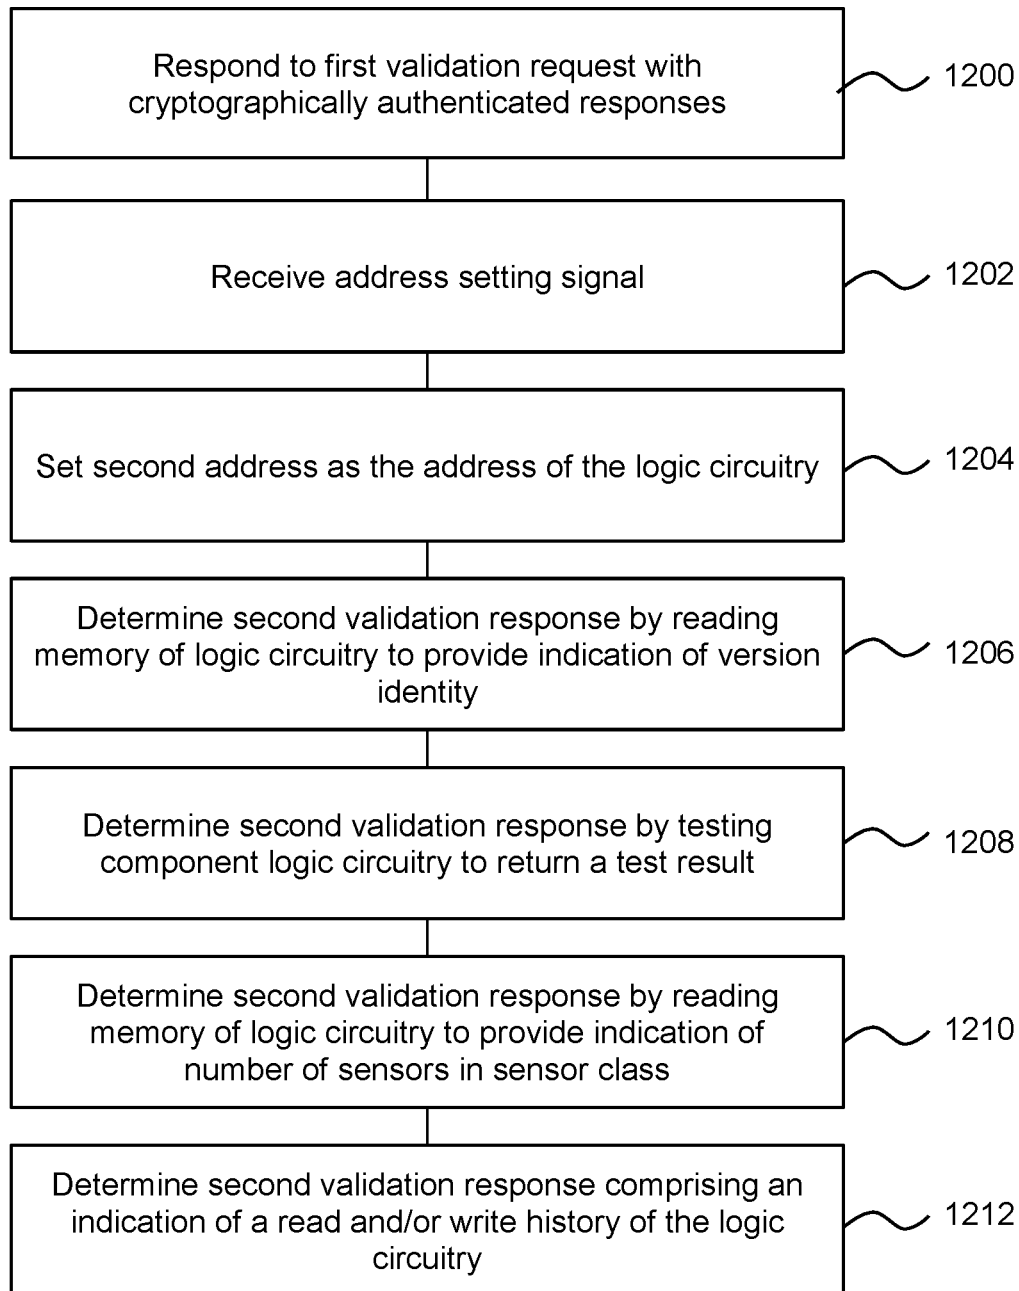 Respond to first validation request with
cryptographically authenticated responses
1200
Receive address setting signal
1202
Set second address as the address of the logic circuitry
1204
Determine second validation response by reading
memory of logic circuitry to provide indication of version
identity
1206
Determine second validation response by testing
component logic circuitry to return a test result
1208
Determine second validation response by reading
memory of logic circuitry to provide indication of
number of sensors in sensor class
1210
Determine second validation response comprising an
indication of a read and/or write history of the logic
circuitry
1212